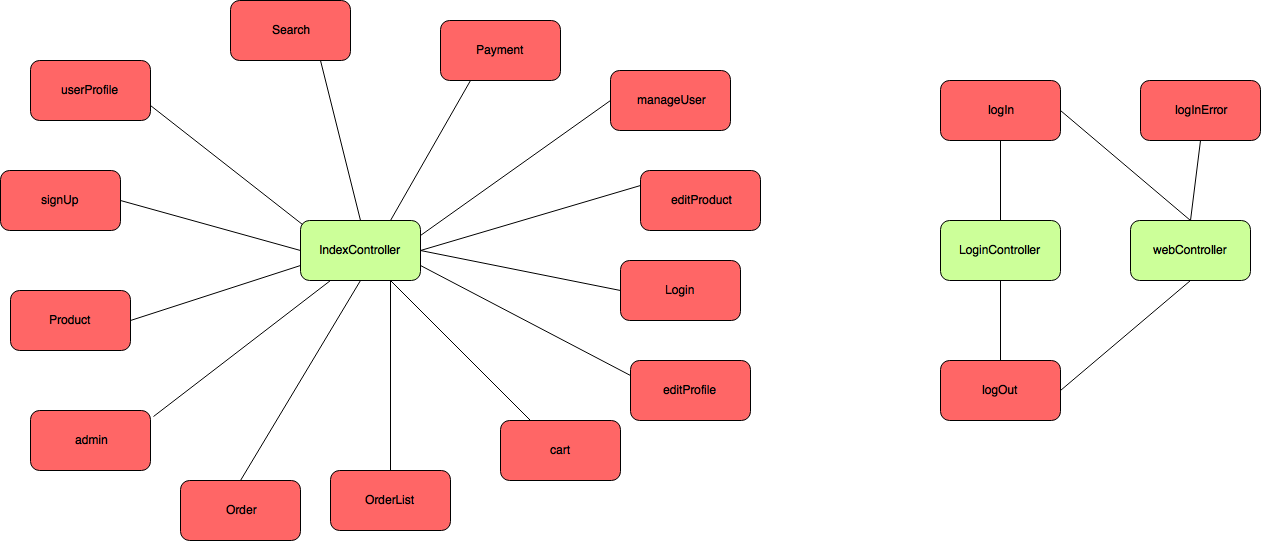 Search
Payment
userProfile
manageUser
logIn
logInError
signUp
editProduct
IndexController
LoginController
webController
Login
Product
editProfile
logOut
admin
cart
OrderList
Order